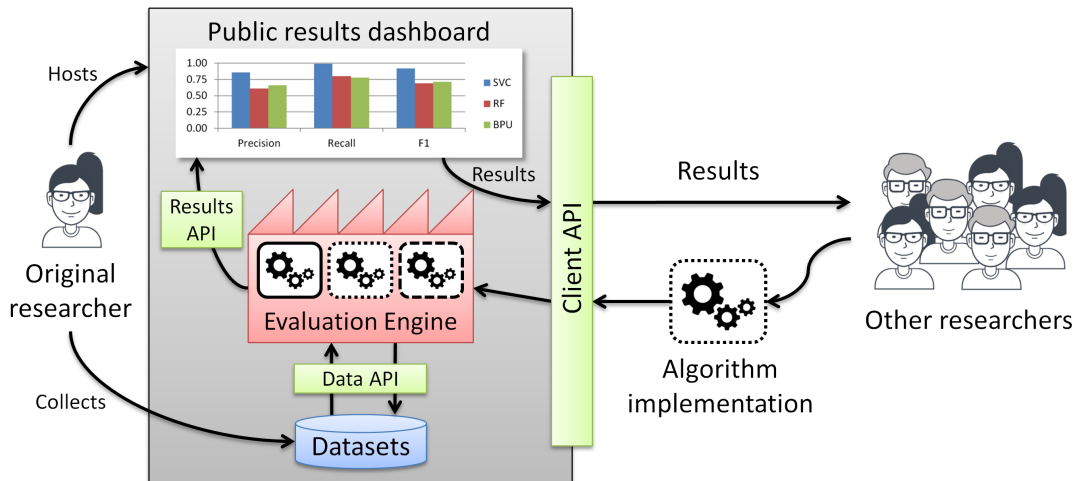 Public results dashboard
Hosts
1.00
0.75
0.50
0.25
0.00
Precision
Recall
F1
SVC
RF
BPU
Results
Results
API
Results
Client API
Original
researcher
Evaluation Engine
Other researchers
Algorithm
implementation
Data API
Collects
Datasets